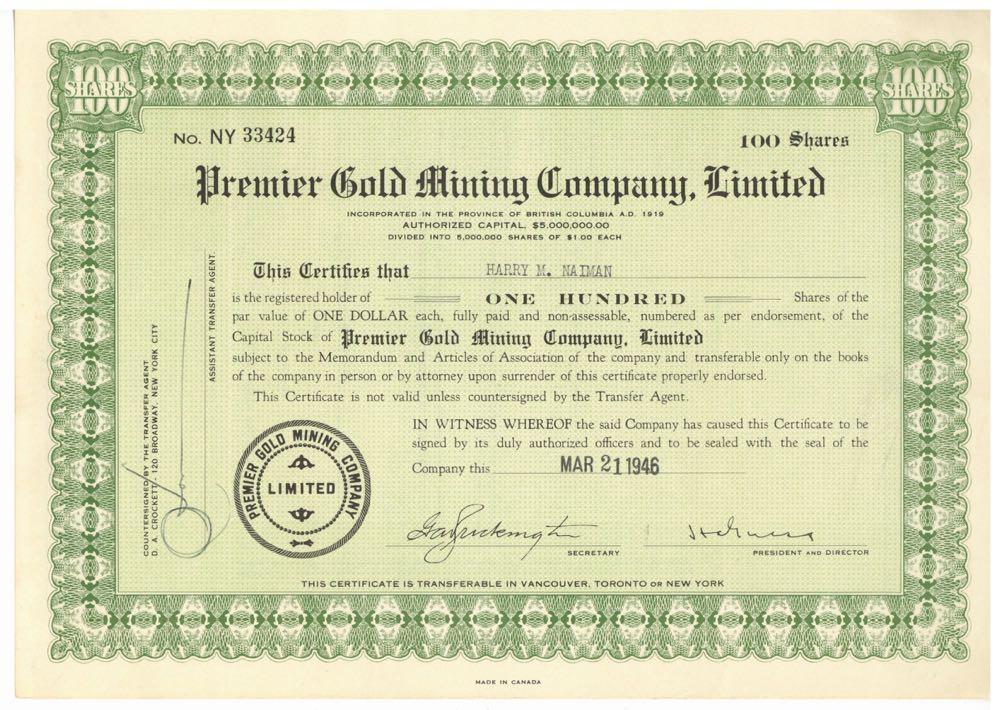 100
SHARES
100
SHARES
No. NY 33424
100 Shares
Premier Gold Mining Company, Limited
INCORPORATED IN THE PROVINCE OF BRITISH COLUMBIA A.D. 1919
AUTHORIZED CAPITAL, $5,000,000.00
DIVIDED INTO 5,000,000 SHARES OF $1.00 EACH
This Certifies that HARRY M. NAIMAN
is the registered holder of ONE HUNDRED Shares of the
par value of ONE DOLLAR each, fully paid and non-assessable, numbered as per endorsement, of the
Capital Stock of Premier Gold Mining Company, Limited
subject to the Memorandum and Articles of Association of the company and transferable only on the books
of the company in person or by attorney upon surrender of this certificate properly endorsed.
This Certificate is not valid unless countersigned by the Transfer Agent.
IN WITNESS WHEREOF the said Company has caused this Certificate to be
signed by its duly authorized officers and to be sealed with the seal of the
Company this MAR 21 1946
SECRETARY
PRESIDENT AND DIRECTOR
PREMIER GOLD MINING COMPANY
LIMITED
COUNTERSIGNED BY THE TRANSFER AGENT
D. A. CROCKETT - 120 BROADWAY, NEW YORK CITY
ASSISTANT TRANSFER AGENT
THIS CERTIFICATE IS TRANSFERABLE IN VANCOUVER, TORONTO OR NEW YORK
MADE IN CANADA